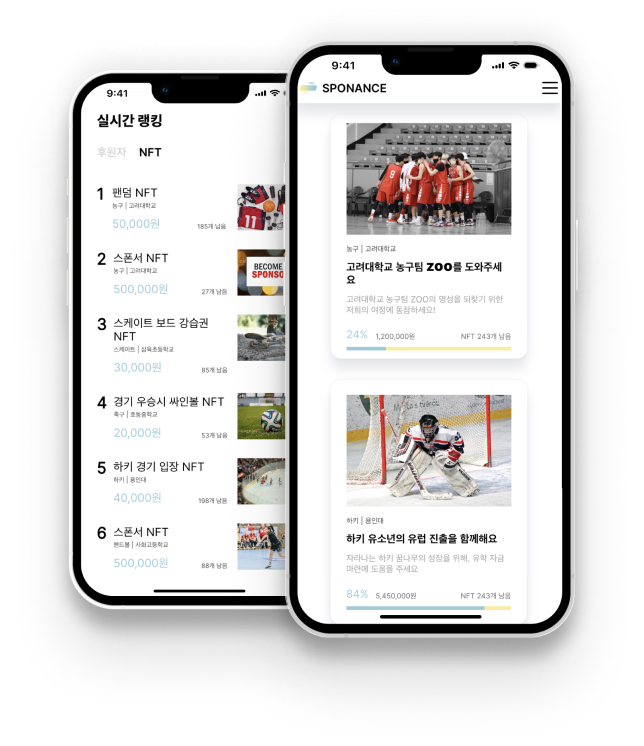 9:41
실시간 랭킹
후원자 NFT
1 팬덤 NFT
농구 | 고려대학교
50,000원 185개 남음
2 스폰서 NFT
농구 | 고려대학교
500,000원 27개 남음
BECOME
SPONSO
3 스케이트 보드 강습권
NFT
스케이트 | 삼육초등학교
30,000원 85개 남음
4 경기 우승시 싸인볼 NFT
축구 | 호동중학교
20,000원 53개 남음
5 하키 경기 입장 NFT
하키 | 용인대
40,000원 198개 남음
6 스폰서 NFT
핸드볼 | 사화고등학교
500,000원 88개 남음
11
9:41
SPONANCE
9
농구 | 고려대학교
고려대학교 농구팀 ZOO를 도와주세
요
고려대학교 농구팀 ZOO의 명성을 되찾기 위한
저희의 여정에 동참하세요!
24% 1,200,000원 NFT 243개 남음
하키 | 용인대
하키 유소년의 유럽 진출을 함께해요
자라나는 하키 꿈나무의 성장을 위해, 유학 자금
마련에 도움을 주세요
84% 5,450,000원 NFT 243개 남음